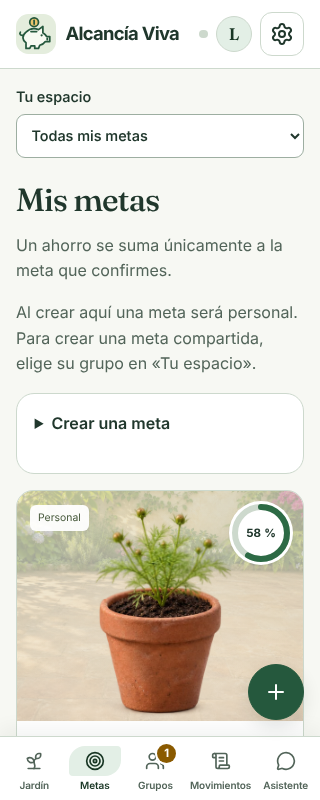 Alcancía Viva
L
Tu espacio
Todas mis metas
Mis metas
Un ahorro se suma únicamente a la
meta que confirmes.
Al crear aquí una meta será personal.
Para crear una meta compartida,
elige su grupo en «Tu espacio».
Crear una meta
Personal
58 %
1
Jardín
Metas
Grupos
Movimientos
Asistente